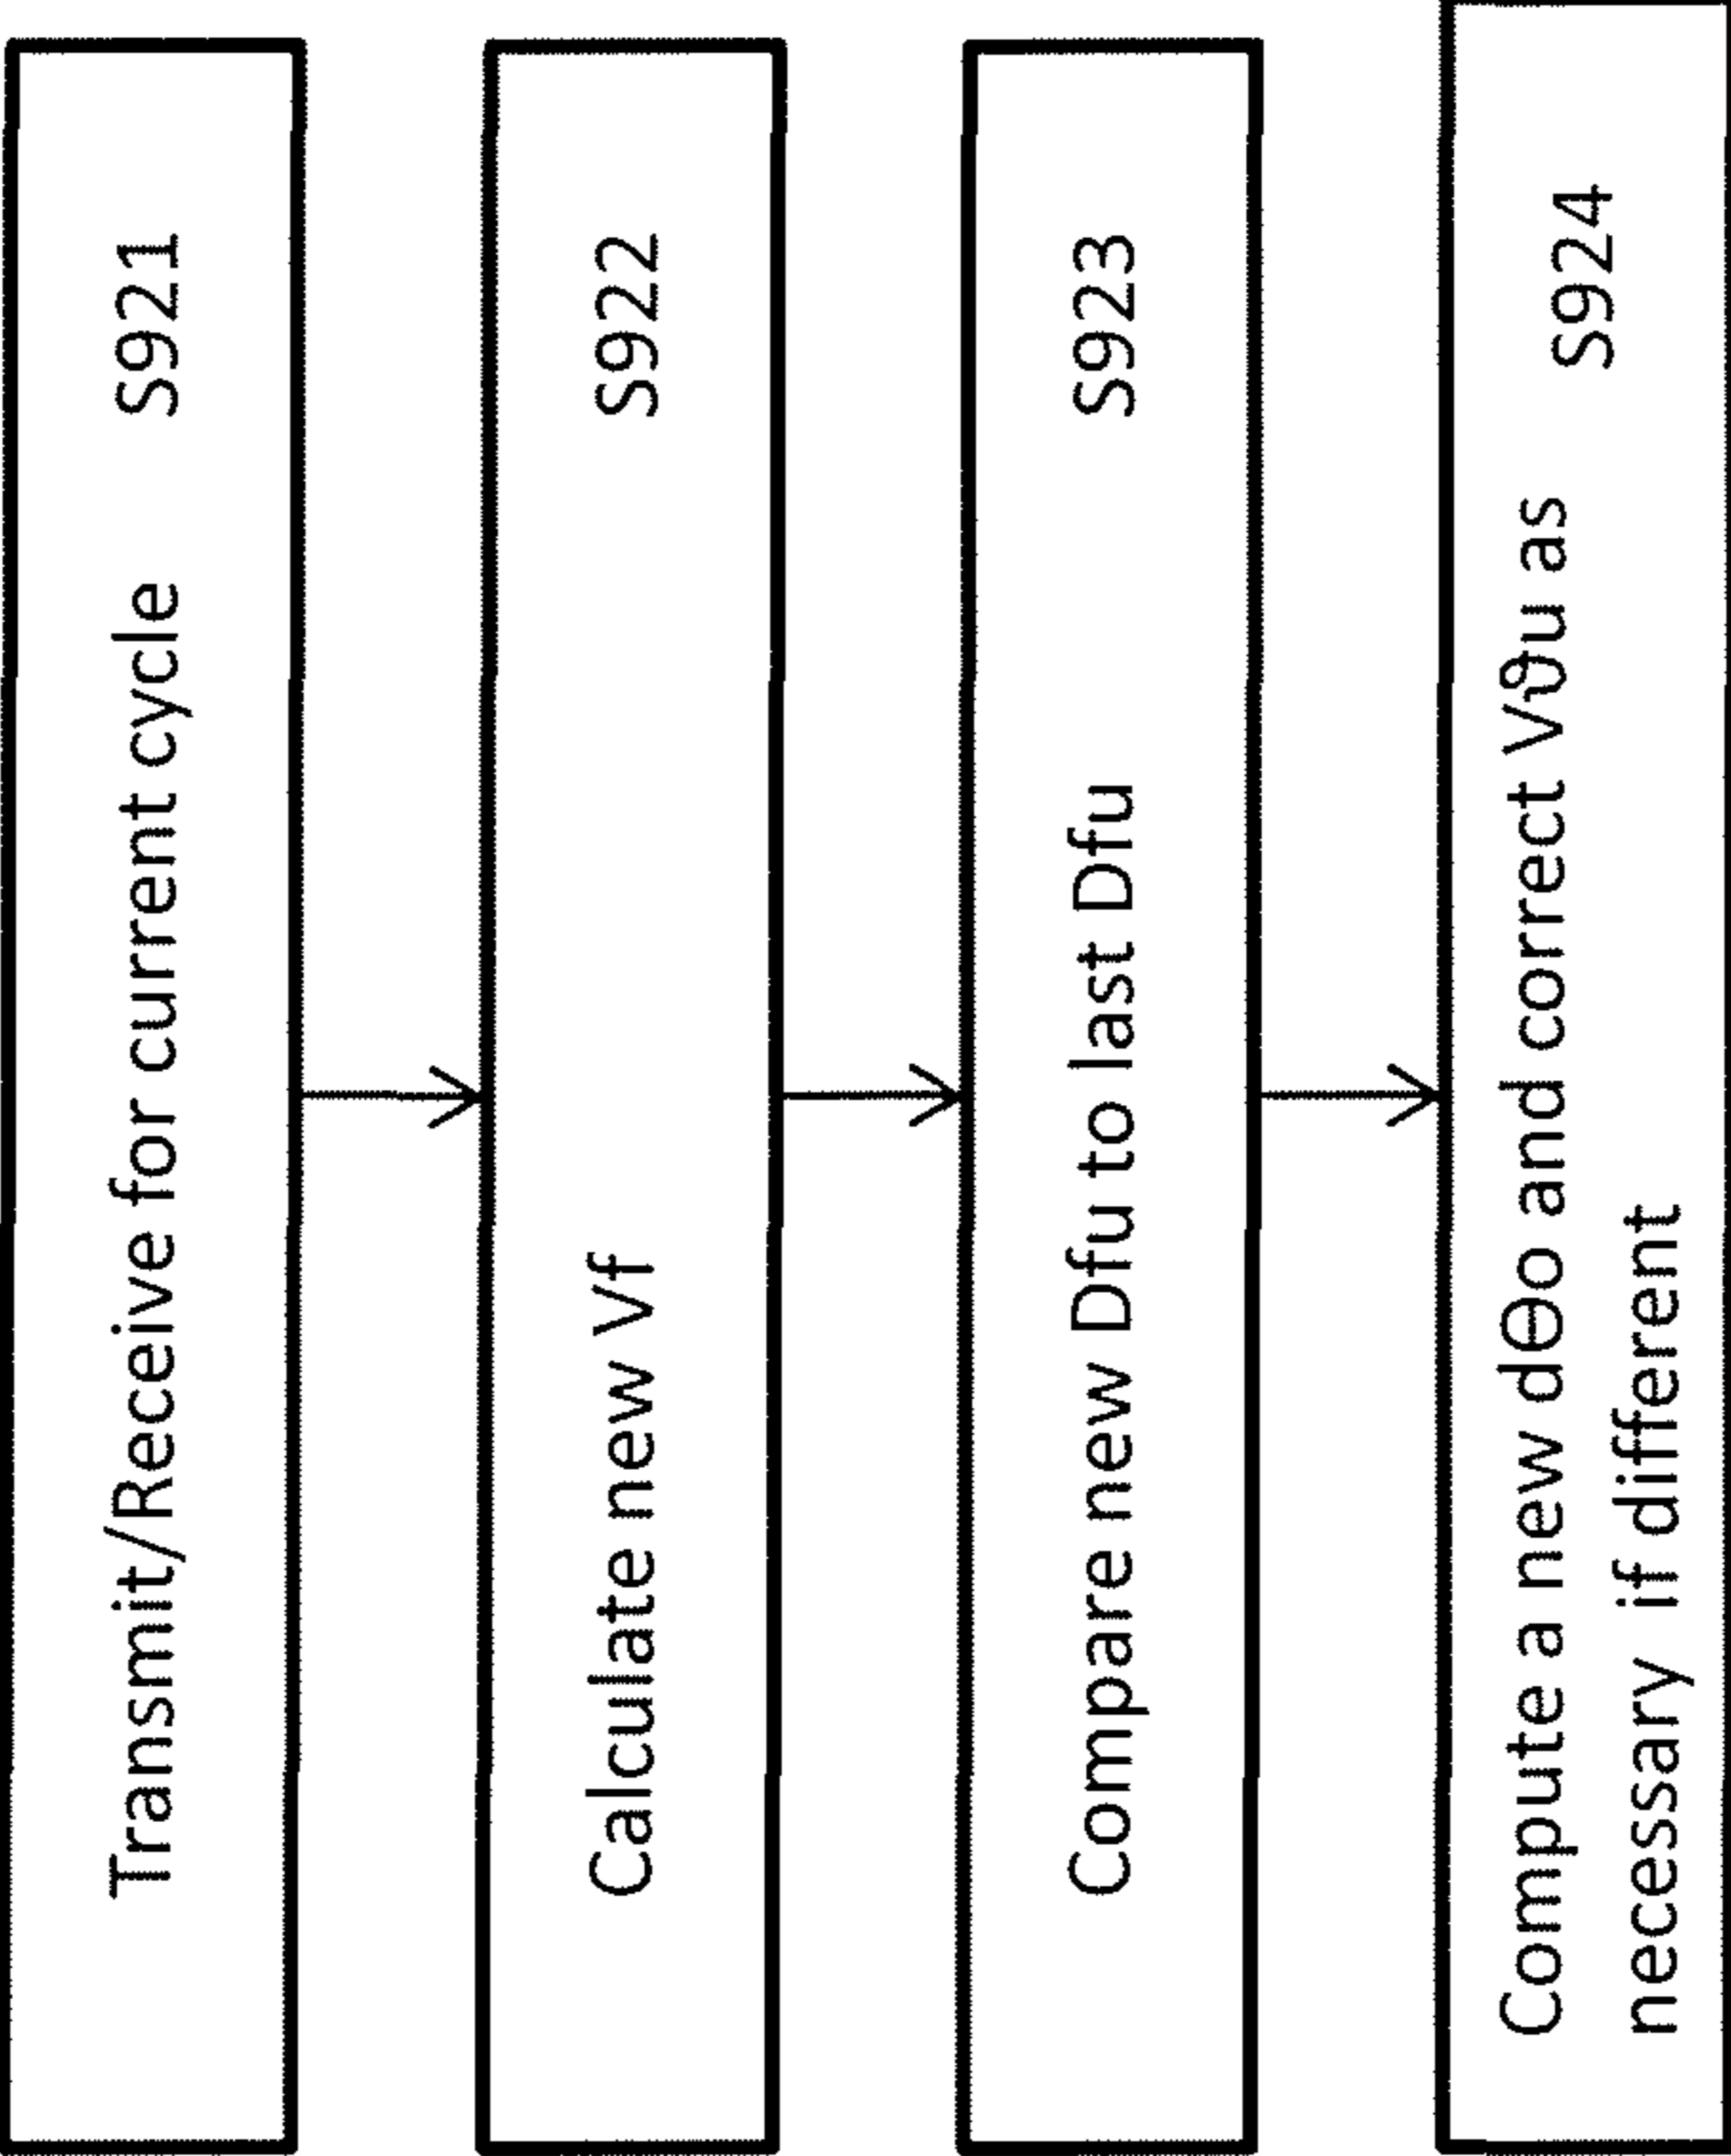 Transmit/Receive for current cycle S921
Calculate new Vf S922
Compare new Dfu to last Dfu S923
Compute a new dΘo and correct Vϑu as S924
necessary if different